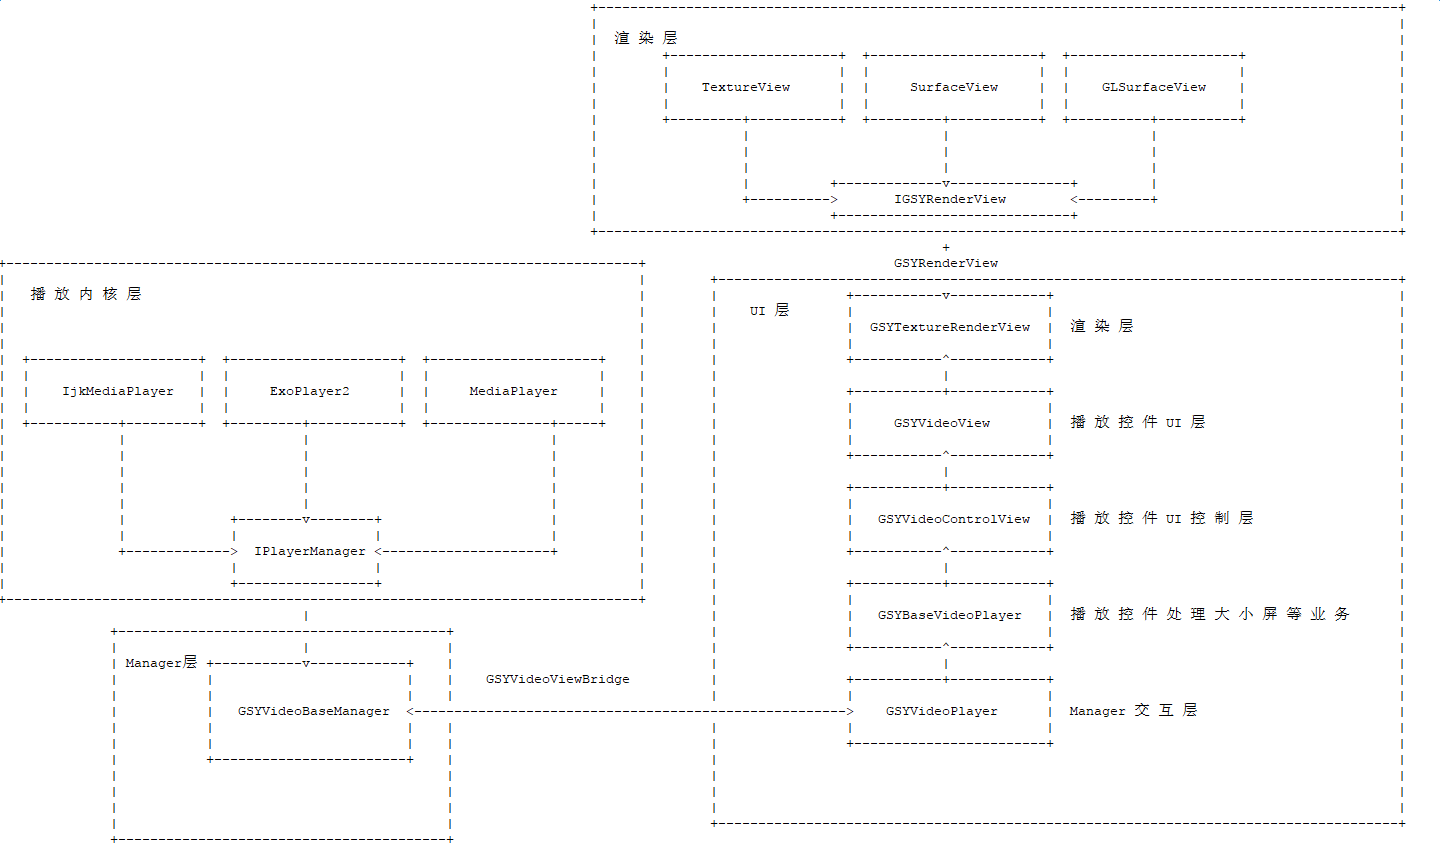 渲 染 层
TextureView
SurfaceView
GLSurfaceView
IGSYRenderView
GSYRenderView
播 放 内 核 层
IjkMediaPlayer
ExoPlayer2
MediaPlayer
IPlayerManager
UI 层
GSYTextureRenderView
渲 染 层
GSYVideoView
播 放 控 件 UI 层
GSYVideoControlView
播 放 控 件 UI 控 制 层
GSYBaseVideoPlayer
播 放 控 件 处 理 大 小 屏 等 业 务
GSYVideoPlayer
Manager 交 互 层
Manager层
GSYVideoBaseManager
GSYVideoViewBridge